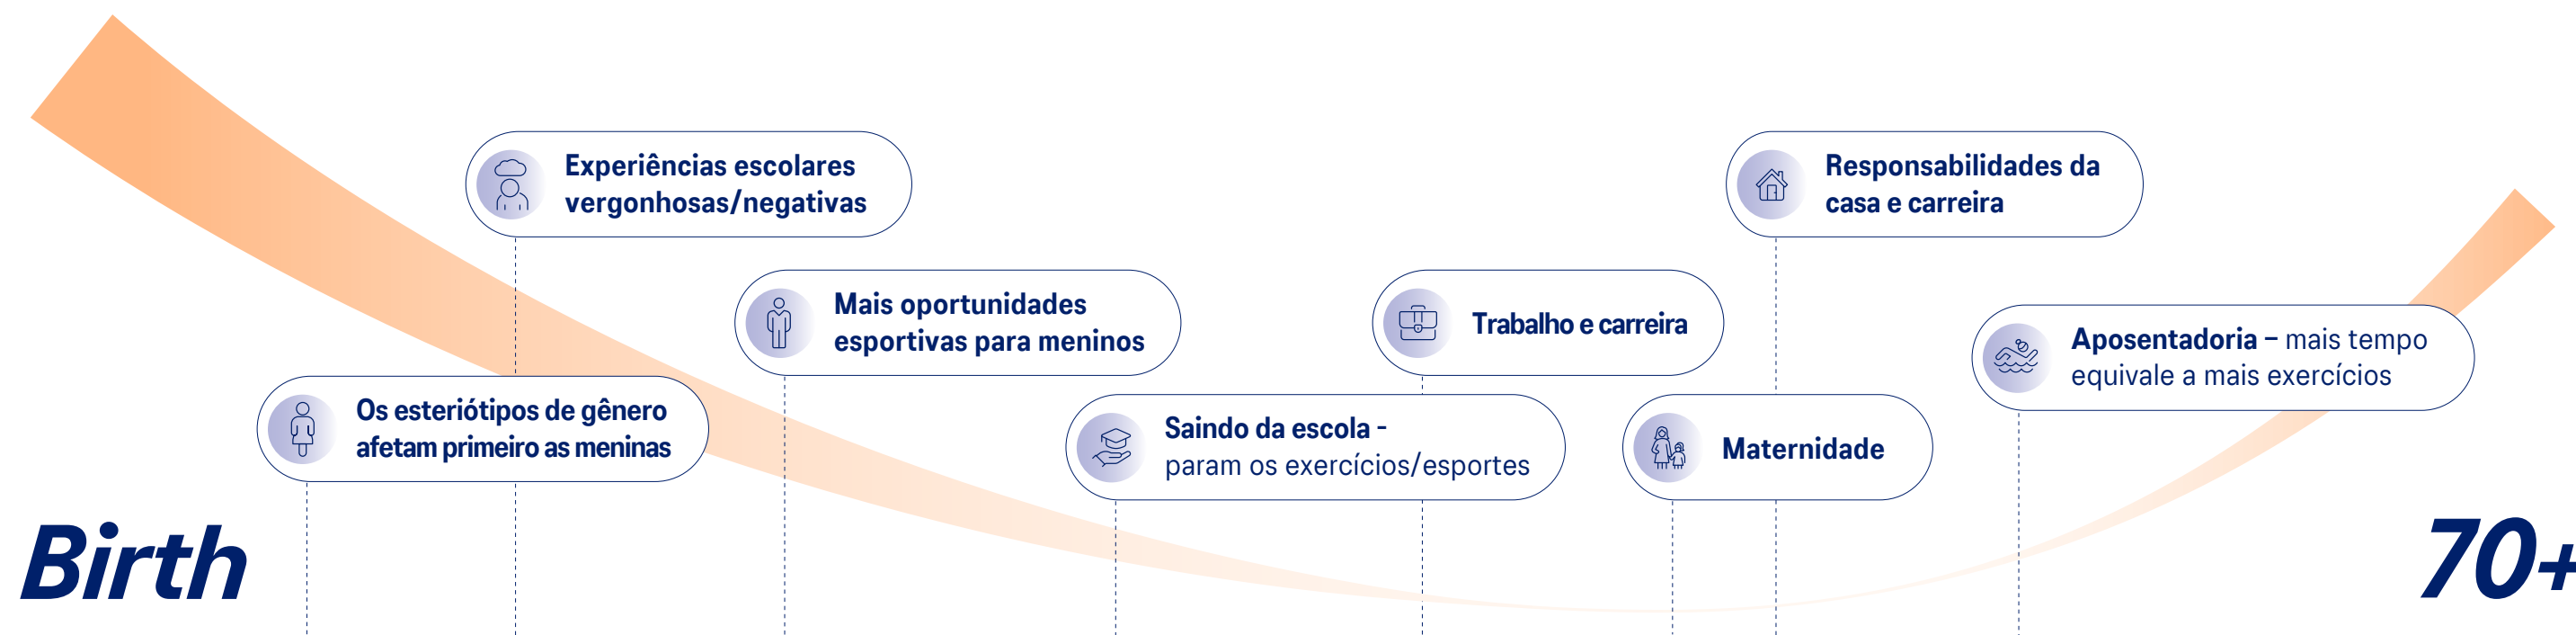 Experiências escolares
vergonhosas/negativas
Responsabilidades da
casa e carreira
Mais oportunidades
esportivas para meninos
Trabalho e carreira
Aposentadoria – mais tempo
equivale a mais exercícios
Os esteriótipos de gênero
afetam primeiro as meninas
Saindo da escola -
param os exercícios/esportes
Maternidade
Birth
70+